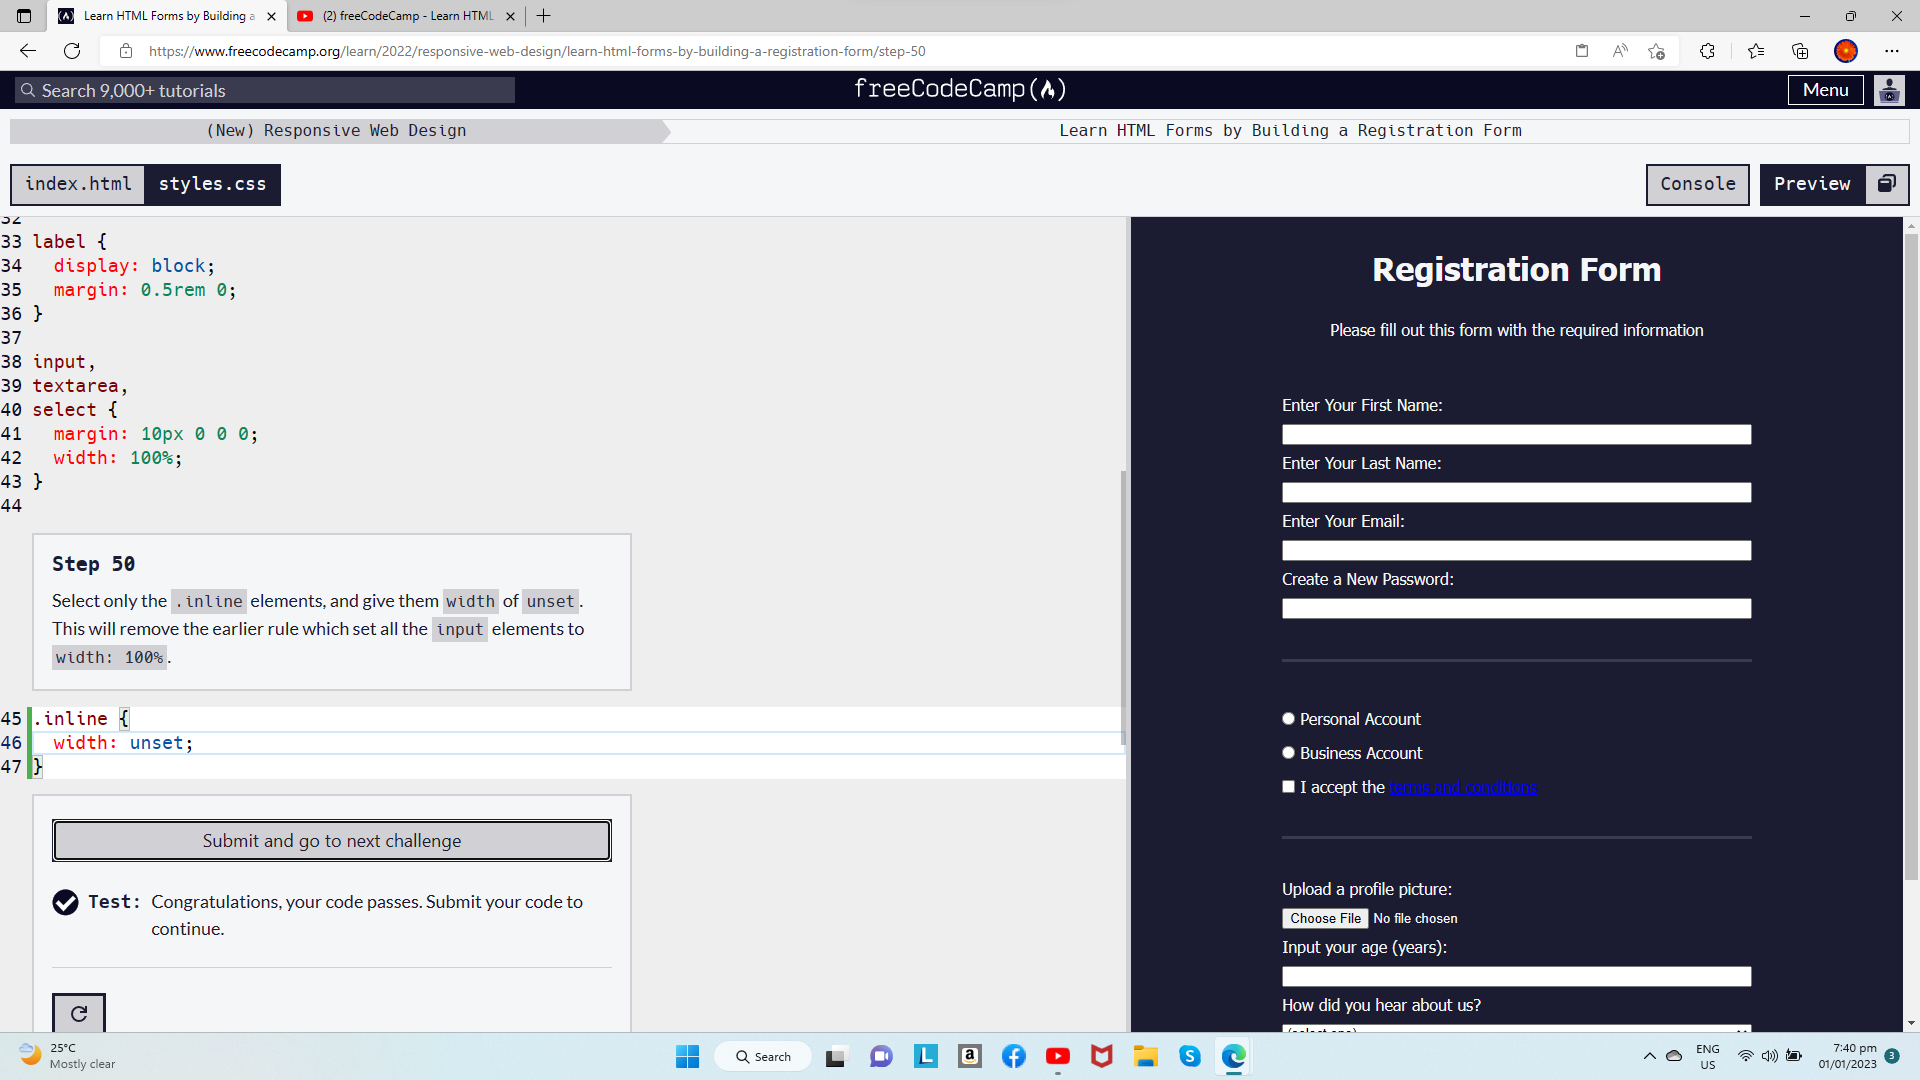 Learn HTML Forms by Building a
(2) freeCodeCamp - Learn HTML
https://www.freecodecamp.org/learn/2022/responsive-web-design/learn-html-forms-by-building-a-registration-form/step-50
Search 9,000+ tutorials
freeCodeCamp
Menu
(New) Responsive Web Design
Learn HTML Forms by Building a Registration Form
index.html
styles.css
Console
Preview
32
33 label {
34 display: block;
35 margin: 0.5rem 0;
36 }
37
38 input,
39 textarea,
40 select {
41 margin: 10px 0 0 0;
42 width: 100%;
43 }
44
Step 50
Select only the .inline elements, and give them width of unset.
This will remove the earlier rule which set all the input elements to
width: 100%.
45 .inline {
46 width: unset;
47 }
Submit and go to next challenge
Test: Congratulations, your code passes. Submit your code to
continue.
Registration Form
Please fill out this form with the required information
Enter Your First Name:
Enter Your Last Name:
Enter Your Email:
Create a New Password:
Personal Account
Business Account
I accept the terms and conditions
Upload a profile picture:
Choose File No file chosen
Input your age (years):
How did you hear about us?
(select one)
25°C
Mostly clear
Search
ENG
US
7:40 pm
01/01/2023
3